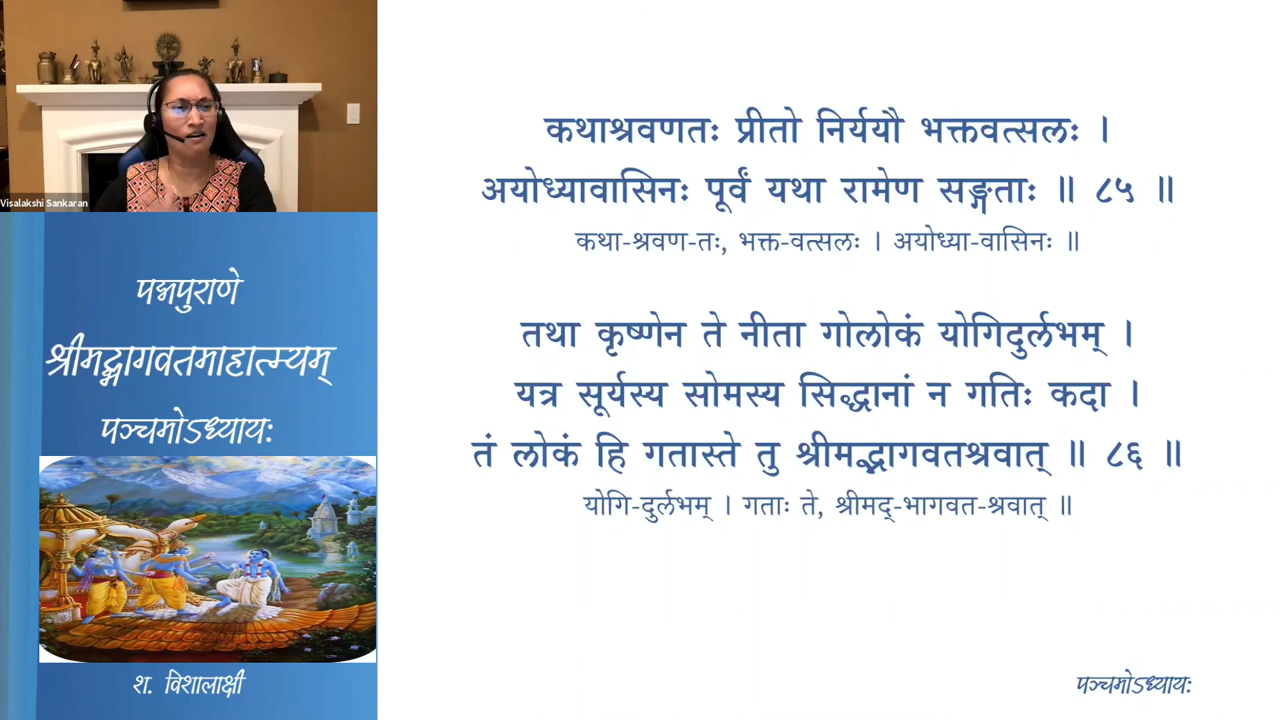 Visalakshi Sankaran
पद्मपुराणे
श्रीमद्भागवतमाहात्म्यम्
पञ्चमोऽध्यायः
श. विशालाक्षी
कथाश्रवणतः प्रीतो निर्ययौ भक्तवत्सलः ।
अयोध्यावासिनः पूर्वं यथा रामेण सङ्गताः ॥ ८५ ॥
कथा-श्रवण-तः, भक्त-वत्सलः । अयोध्या-वासिनः ॥
तथा कृष्णेन ते नीता गोलोकं योगिदुर्लभम् ।
यत्र सूर्यस्य सोमस्य सिद्धानां न गतिः कदा ।
तं लोकं हि गतास्ते तु श्रीमद्भागवतश्रवात् ॥ ८६ ॥
योगि-दुर्लभम् । गताः ते, श्रीमद्-भागवत-श्रवात् ॥
पञ्चमोऽध्यायः